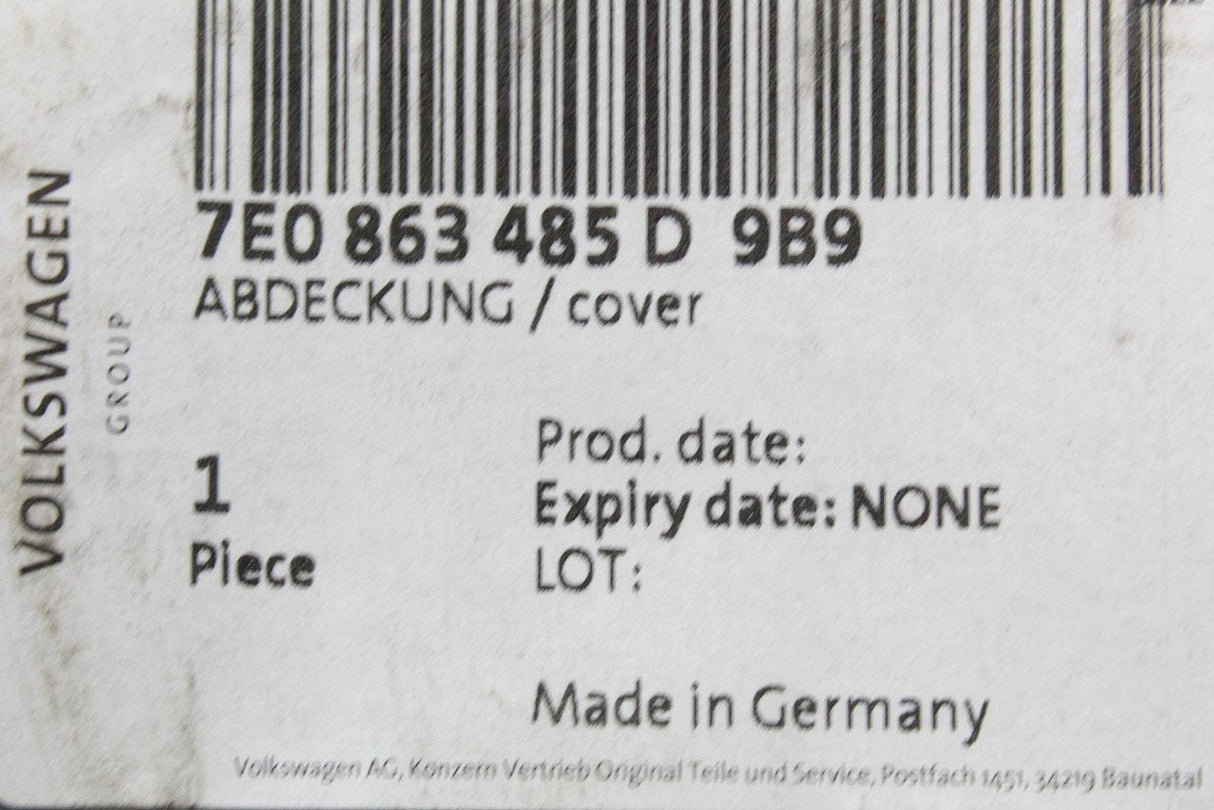 7E0 863 485 D 9B9
ABDECKUNG / cover
VOLKSWAGEN
GROUP
1
Piece
Prod. date:
Expiry date: NONE
LOT:
Made in Germany
Volkswagen AG, Konzern Vertrieb Original Teile und Service, Postfach 1451, 34219 Baunatal